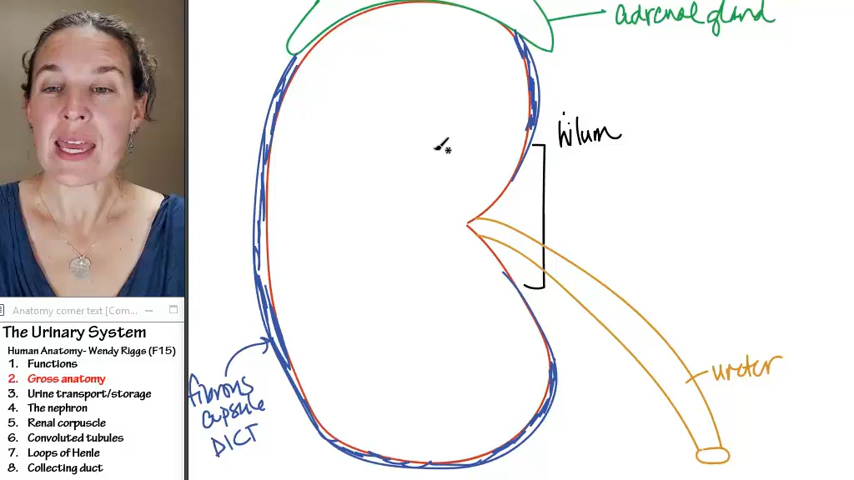 adrenal gland
hilum
ureter
fibrous
capsule
DICT
Anatomy corner text [Com...
The Urinary System
Human Anatomy- Wendy Riggs (F15)
1. Functions
2. Gross anatomy
3. Urine transport/storage
4. The nephron
5. Renal corpuscle
6. Convoluted tubules
7. Loops of Henle
8. Collecting duct